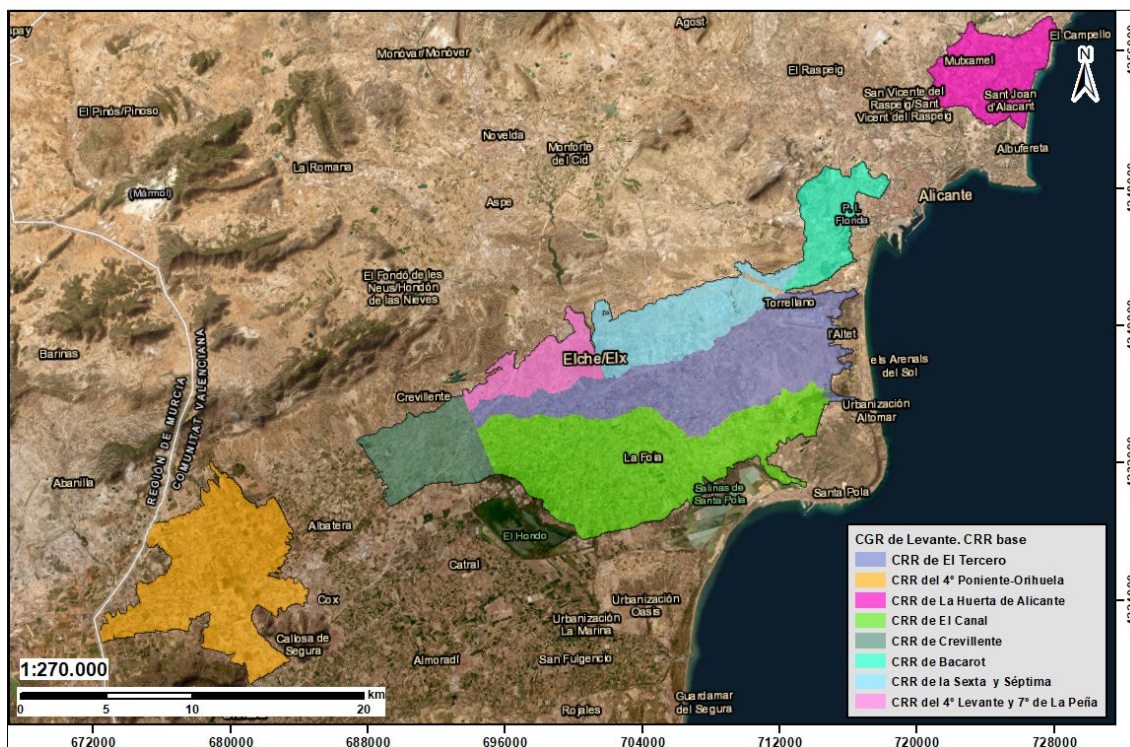 Agost
El Campello
Monóvar/Monòver
El Raspeig
Mutxamel
N
San Vicente del
Raspeig/Sant
Vicent del Raspeig
Sant Joan
d'Alacant
El Pinós/Pinoso
Novelda
Monforte
del Cid
Albufereta
La Romana
(Mármol)
Aspe
Alicante
P. I.
Florida
El Fondó de les
Neus/Hondón
de las Nieves
Torrellano
l'Altet
Barinas
Elche/Elx
els Arenals
del Sol
REGIÓN DE MURCIA
COMUNITAT VALENCIANA
Crevillente
Urbanización
Altomar
La Foia
Abanilla
Salinas de
Santa Pola
Santa Pola
Albatera
El Hondo
Catral
Cox
Urbanización
Oasis
Urbanización
La Marina
Callosa de
Segura
Almoradí
San Fulgencio
Guardamar
del Segura
Rojales
1:270.000
km
0 5 10 20
CGR de Levante. CRR base
CRR de El Tercero
CRR del 4º Poniente-Orihuela
CRR de La Huerta de Alicante
CRR de El Canal
CRR de Crevillente
CRR de Bacarot
CRR de la Sexta y Séptima
CRR del 4º Levante y 7º de La Peña
672000 680000 688000 696000 704000 712000 720000 728000